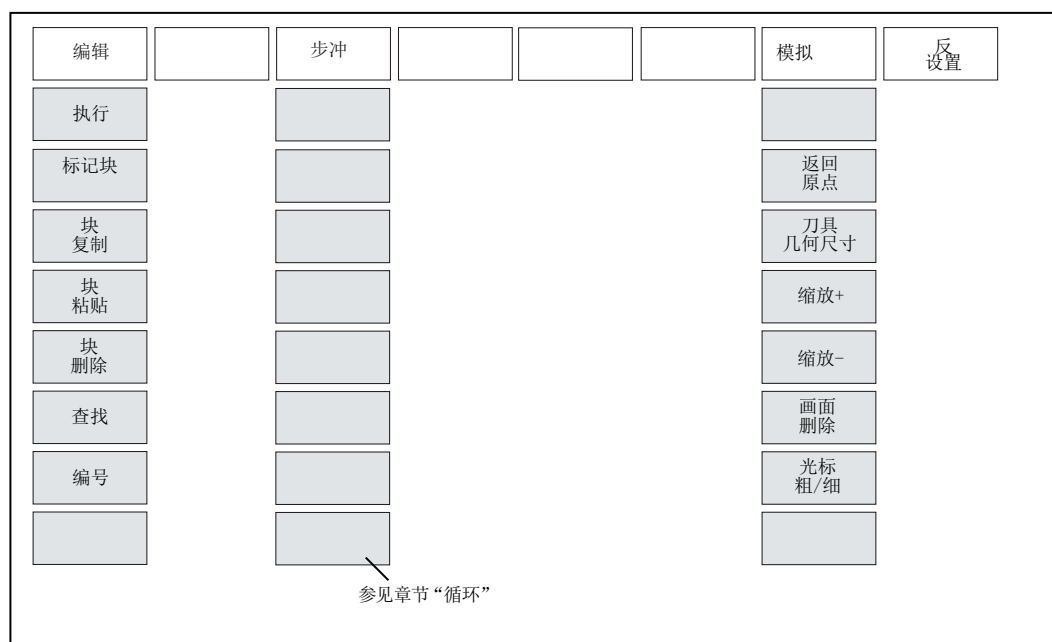 编辑
步冲
模拟
反
设置
执行
标记块
返回
原点
块
复制
刀具
几何尺寸
块
粘贴
缩放+
块
删除
缩放-
查找
画面
删除
编号
光标
粗/细
参见章节“循环”